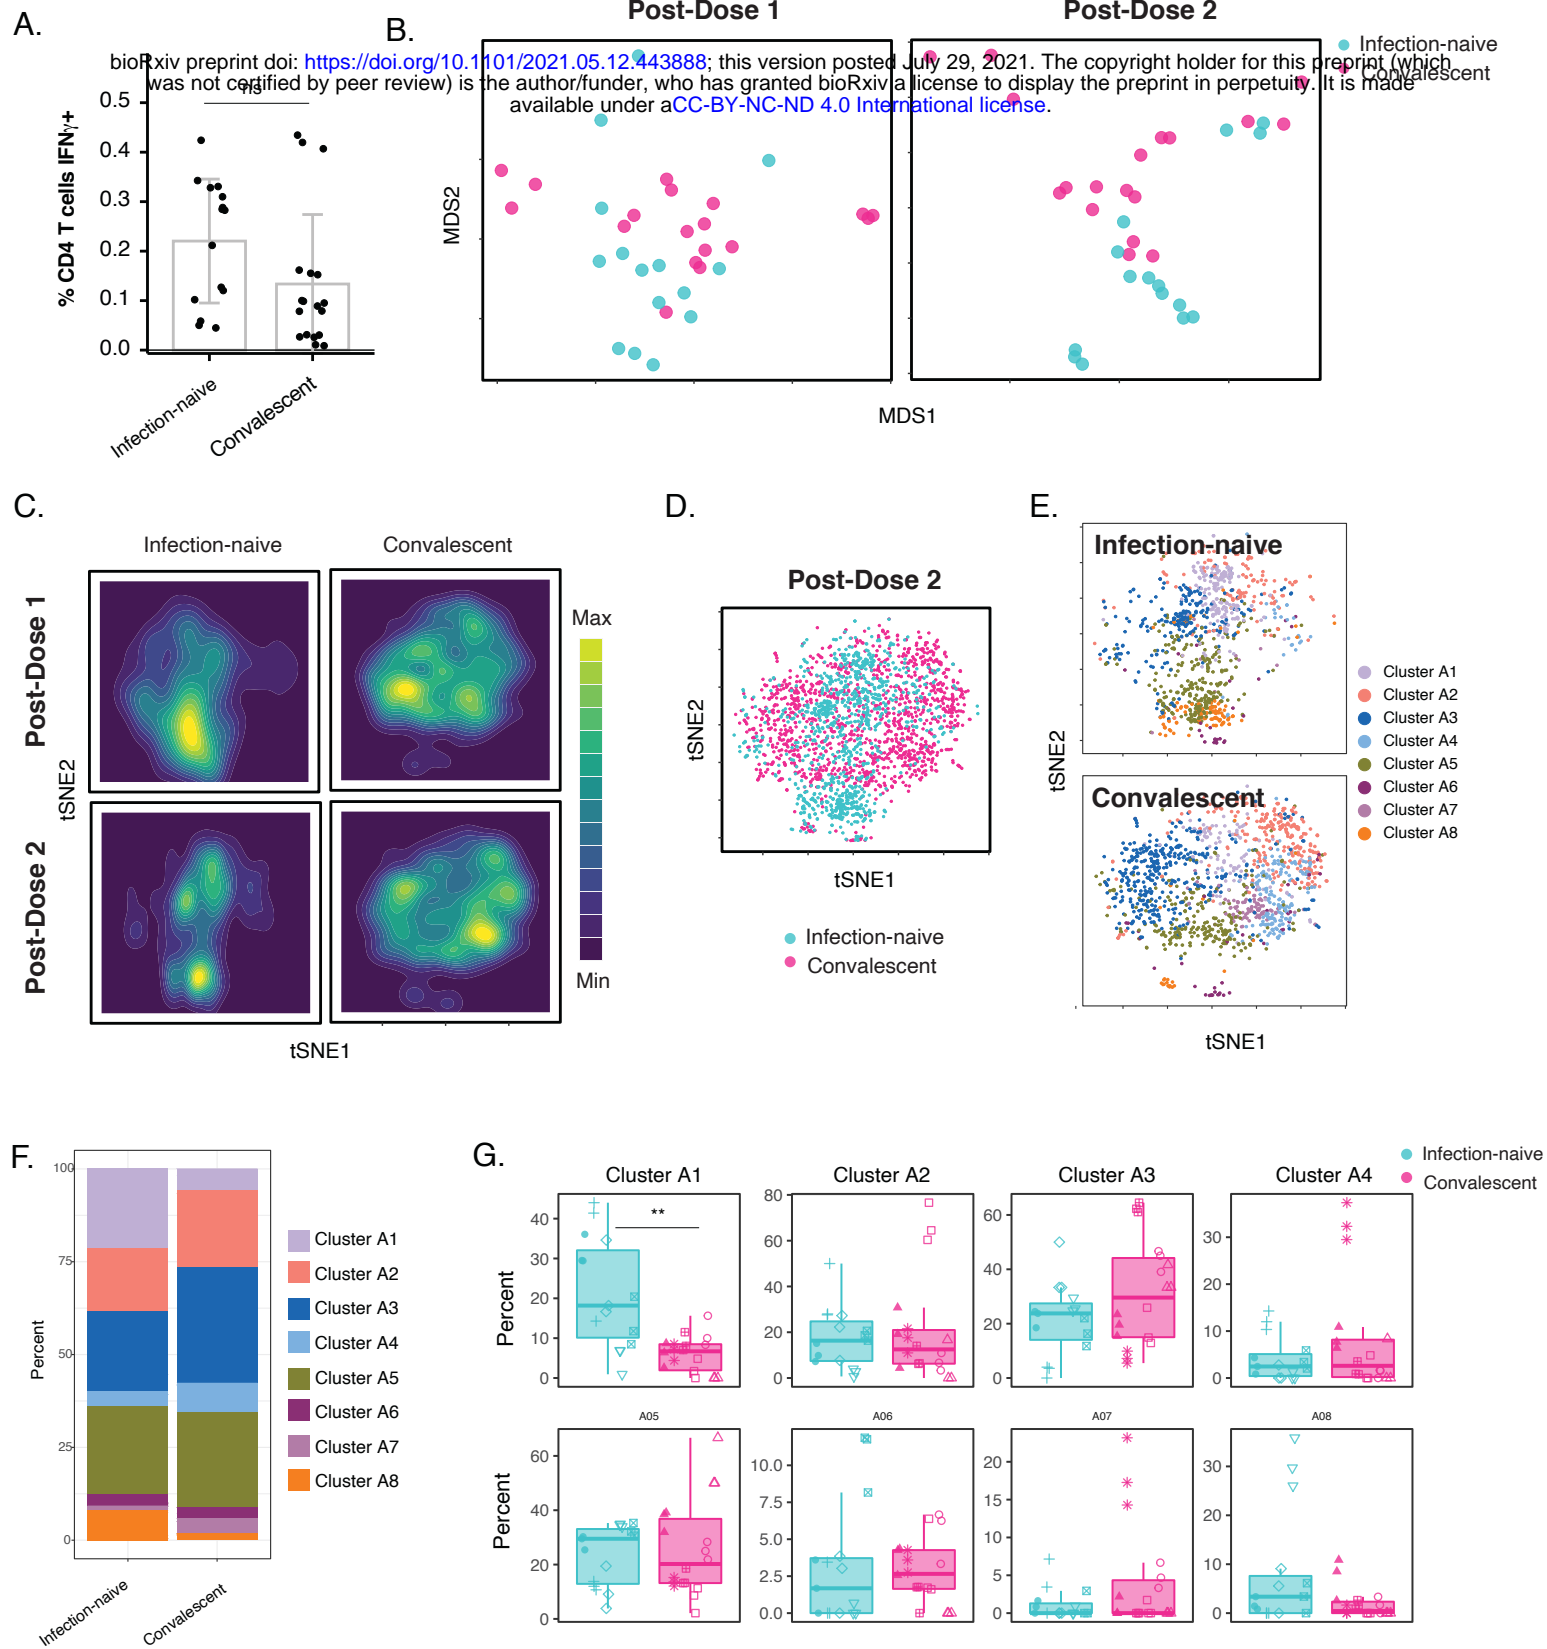 A.
B.
Post-Dose 1
Post-Dose 2
Infection-naive
Convalescent
bioRxiv preprint doi: https://doi.org/10.1101/2021.05.12.443888; this version posted July 29, 2021. The copyright holder for this preprint (which
was not certified by peer review) is the author/funder, who has granted bioRxiv a license to display the preprint in perpetuity. It is made
available under aCC-BY-NC-ND 4.0 International license.
ns
% CD4 T cells IFNγ+
0.5
0.4
0.3
0.2
0.1
0.0
Infection-naive
Convalescent
MDS2
MDS1
C.
Infection-naive
Convalescent
Post-Dose 1
Post-Dose 2
tSNE2
tSNE1
Max
Min
D.
Post-Dose 2
tSNE2
tSNE1
Infection-naive
Convalescent
E.
Infection-naive
Convalescent
tSNE2
tSNE1
Cluster A1
Cluster A2
Cluster A3
Cluster A4
Cluster A5
Cluster A6
Cluster A7
Cluster A8
F.
Percent
100
75
50
25
0
Infection-naive
Convalescent
Cluster A1
Cluster A2
Cluster A3
Cluster A4
Cluster A5
Cluster A6
Cluster A7
Cluster A8
G.
Infection-naive
Convalescent
Cluster A1
Cluster A2
Cluster A3
Cluster A4
Percent
40
30
20
10
0
**
80
60
40
20
0
60
40
20
0
30
20
10
0
A05
A06
A07
A08
Percent
60
40
20
0
10.0
7.5
5.0
2.5
0.0
20
15
10
5
0
30
20
10
0